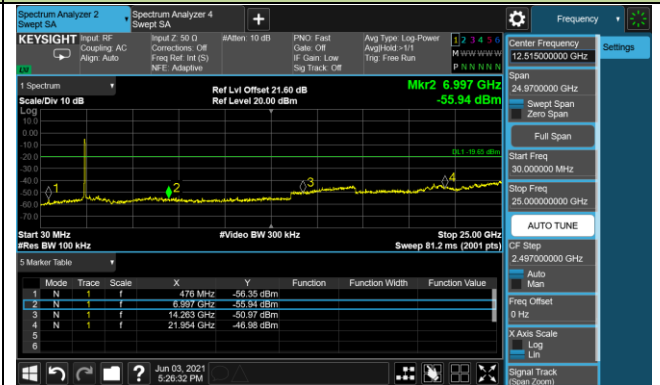 Spectrum Analyzer 2
Swept SA
Spectrum Analyzer 4
Swept SA
+
Frequency
KEYSIGHT
Input: RF
Coupling: AC
Align: Auto
Input Z: 50 Ω
Corrections: Off
Freq Ref: Int (S)
NFE: Adaptive
#Atten: 10 dB
PNO: Fast
Gate: Off
IF Gain: Low
Sig Track: Off
Avg Type: Log-Power
Avg|Hold:>1/1
Trig: Free Run
1 2 3 4 5 6
M W W W W W
P N N N N N
1 Spectrum
Scale/Div 10 dB
Log
Ref Lvl Offset 21.60 dB
Ref Level 20.00 dBm
Mkr2 6.997 GHz
-55.94 dBm
10.0
0.00
-10.0
-20.0
-30.0
-40.0
-50.0
-60.0
-70.0
DL1 -19.65 dBm
1
2
3
4
Start 30 MHz
#Res BW 100 kHz
#Video BW 300 kHz
Stop 25.00 GHz
Sweep 81.2 ms (2001 pts)
5 Marker Table
Mode Trace Scale X Y Function Function Width Function Value
1 N 1 f 476 MHz -56.35 dBm
2 N 1 f 6.997 GHz -55.94 dBm
3 N 1 f 14.263 GHz -50.97 dBm
4 N 1 f 21.954 GHz -46.98 dBm
5
6
Jun 03, 2021
5:26:32 PM
Center Frequency
12.515000000 GHz
Settings
Span
24.9700000 GHz
Swept Span
Zero Span
Full Span
Start Freq
30.000000 MHz
Stop Freq
25.000000000 GHz
AUTO TUNE
CF Step
2.497000000 GHz
Auto
Man
Freq Offset
0 Hz
X Axis Scale
Log
Lin
Signal Track
(Span Zoom)